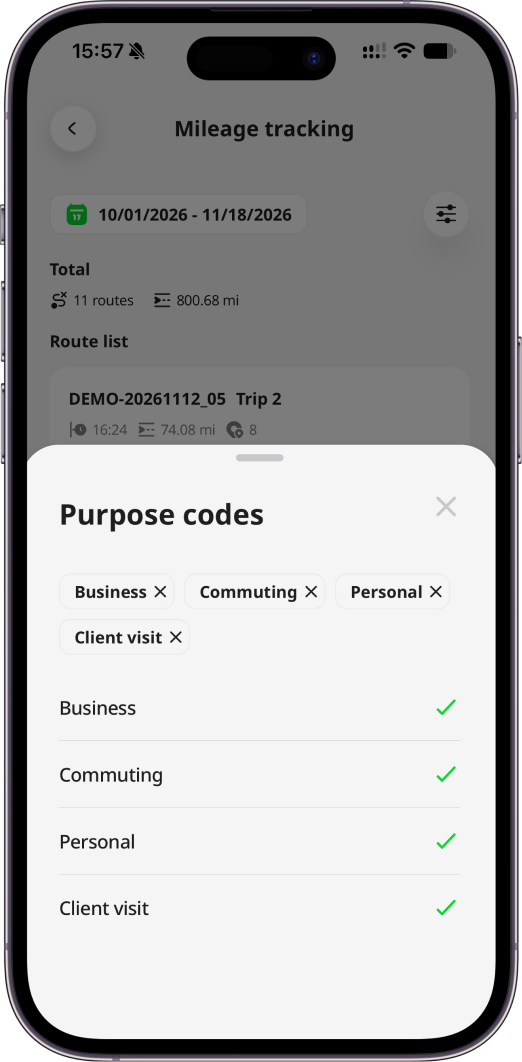 15:57
Mileage tracking
17 10/01/2026 - 11/18/2026
Total
11 routes 800.68 mi
Route list
DEMO-20261112_05 Trip 2
16:24 74.08 mi 8
Purpose codes
Business Commuting Personal
Client visit
Business
Commuting
Personal
Client visit